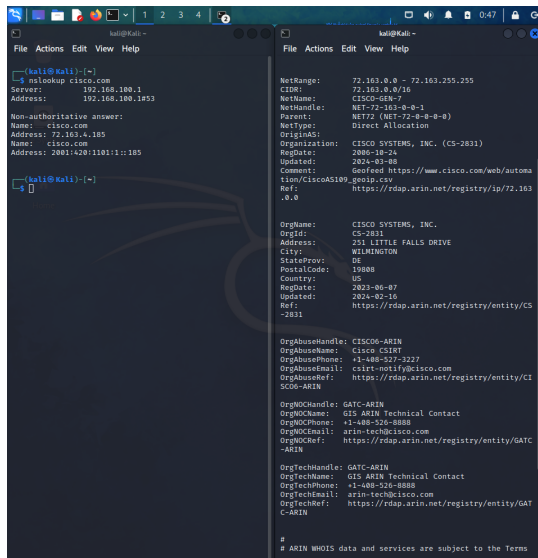 1 2 3 4
2
0:47
kali@Kali: ~
File Actions Edit View Help
┌──(kali㉿Kali)-[~]
└─$ nslookup cisco.com
Server: 192.168.100.1
Address: 192.168.100.1#53
Non-authoritative answer:
Name: cisco.com
Address: 72.163.4.185
Name: cisco.com
Address: 2001:420:1101:1::185
┌──(kali㉿Kali)-[~]
└─$
kali@Kali: ~
File Actions Edit View Help
NetRange: 72.163.0.0 - 72.163.255.255
CIDR: 72.163.0.0/16
NetName: CISCO-GEN-7
NetHandle: NET-72-163-0-0-1
Parent: NET72 (NET-72-0-0-0-0)
NetType: Direct Allocation
OriginAS:
Organization: CISCO SYSTEMS, INC. (CS-2831)
RegDate: 2006-10-24
Updated: 2024-03-08
Comment: Geofeed https://www.cisco.com/web/automa
tion/CiscoAS109_geoip.csv
Ref: https://rdap.arin.net/registry/ip/72.163
.0.0
OrgName: CISCO SYSTEMS, INC.
OrgId: CS-2831
Address: 251 LITTLE FALLS DRIVE
City: WILMINGTON
StateProv: DE
PostalCode: 19808
Country: US
RegDate: 2023-06-07
Updated: 2024-02-16
Ref: https://rdap.arin.net/registry/entity/CS
-2831
OrgAbuseHandle: CISCO6-ARIN
OrgAbuseName: Cisco CSIRT
OrgAbusePhone: +1-408-527-3227
OrgAbuseEmail: csirt-notify@cisco.com
OrgAbuseRef: https://rdap.arin.net/registry/entity/CI
SCO6-ARIN
OrgNOCHandle: GATC-ARIN
OrgNOCName: GIS ARIN Technical Contact
OrgNOCPhone: +1-408-526-8888
OrgNOCEmail: arin-tech@cisco.com
OrgNOCRef: https://rdap.arin.net/registry/entity/GATC
-ARIN
OrgTechHandle: GATC-ARIN
OrgTechName: GIS ARIN Technical Contact
OrgTechPhone: +1-408-526-8888
OrgTechEmail: arin-tech@cisco.com
OrgTechRef: https://rdap.arin.net/registry/entity/GAT
C-ARIN
#
# ARIN WHOIS data and services are subject to the Terms